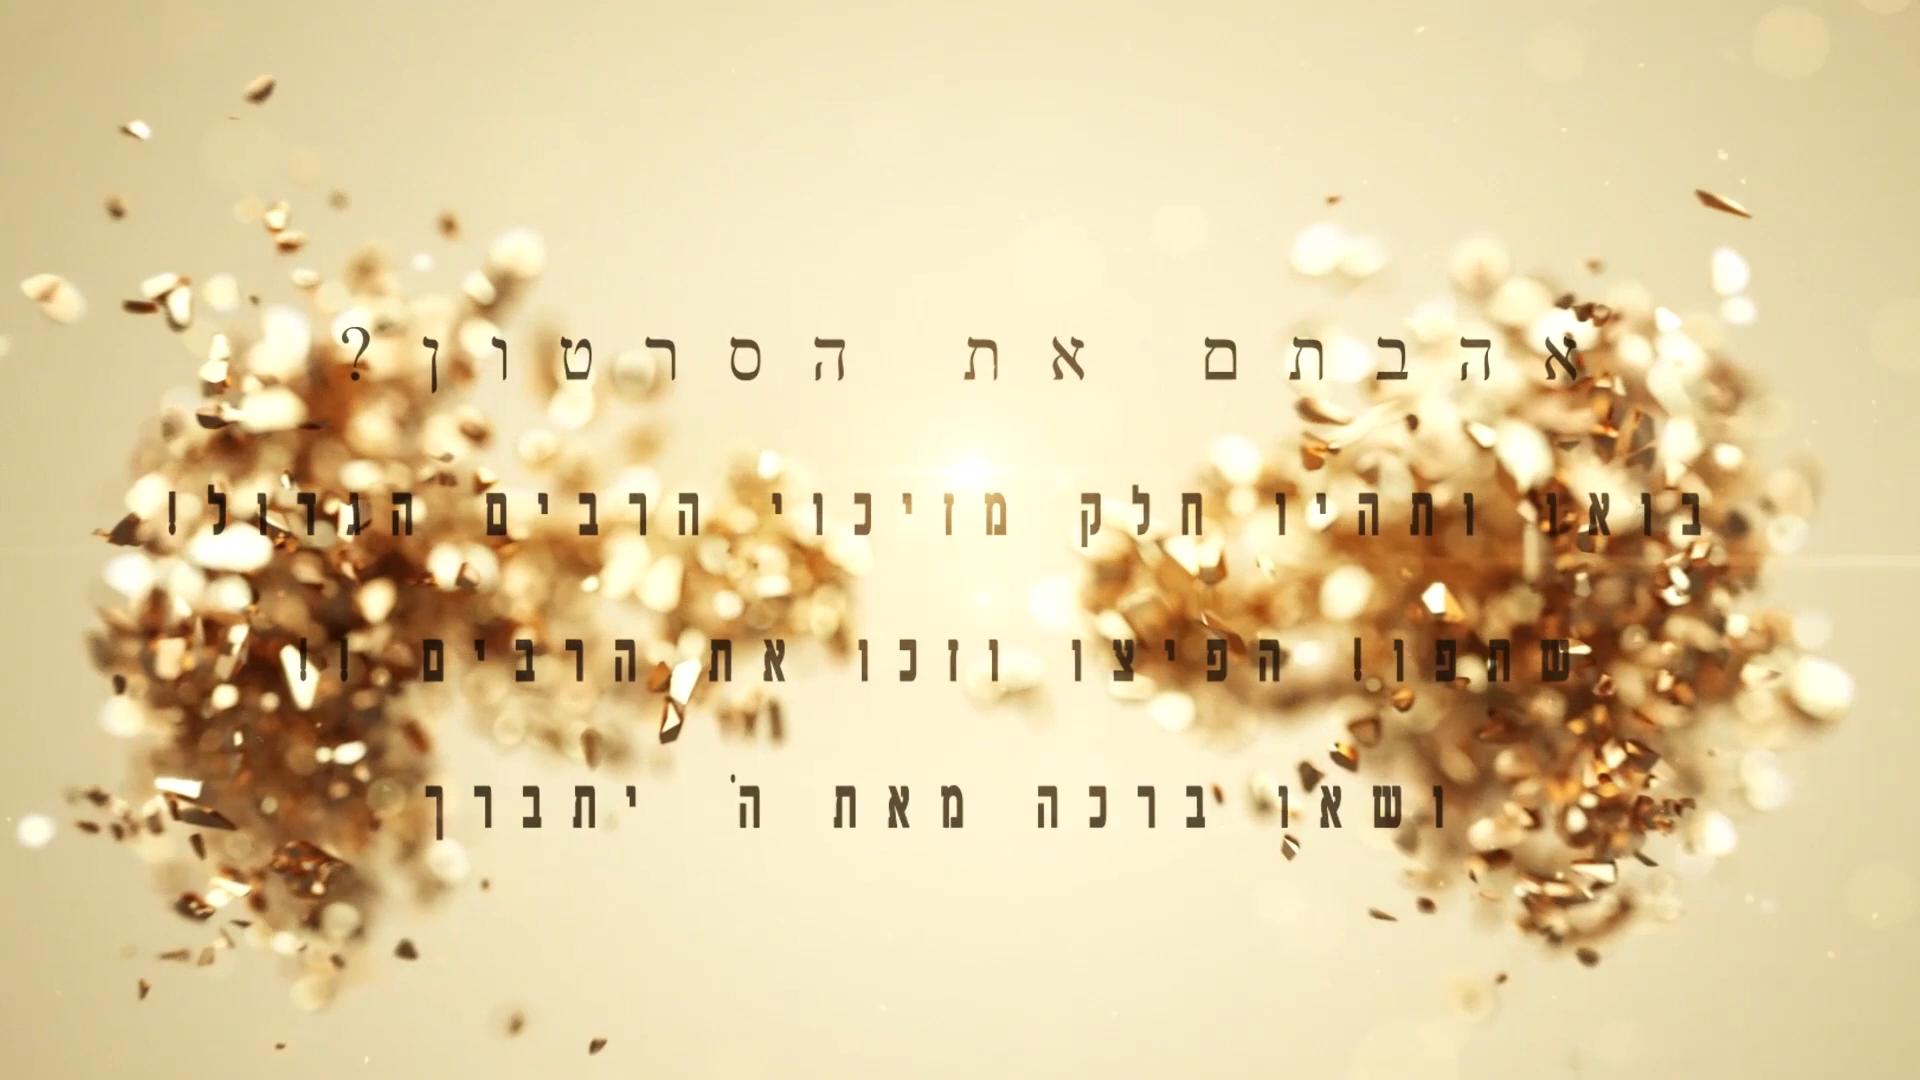 אהבתם את הסרטון?
בואו ותהיו חלק מזיכוי הרבים הגדול!
שתפו! הפיצו וזכו את הרבים !!
ושאו ברכה מאת ה' יתברך